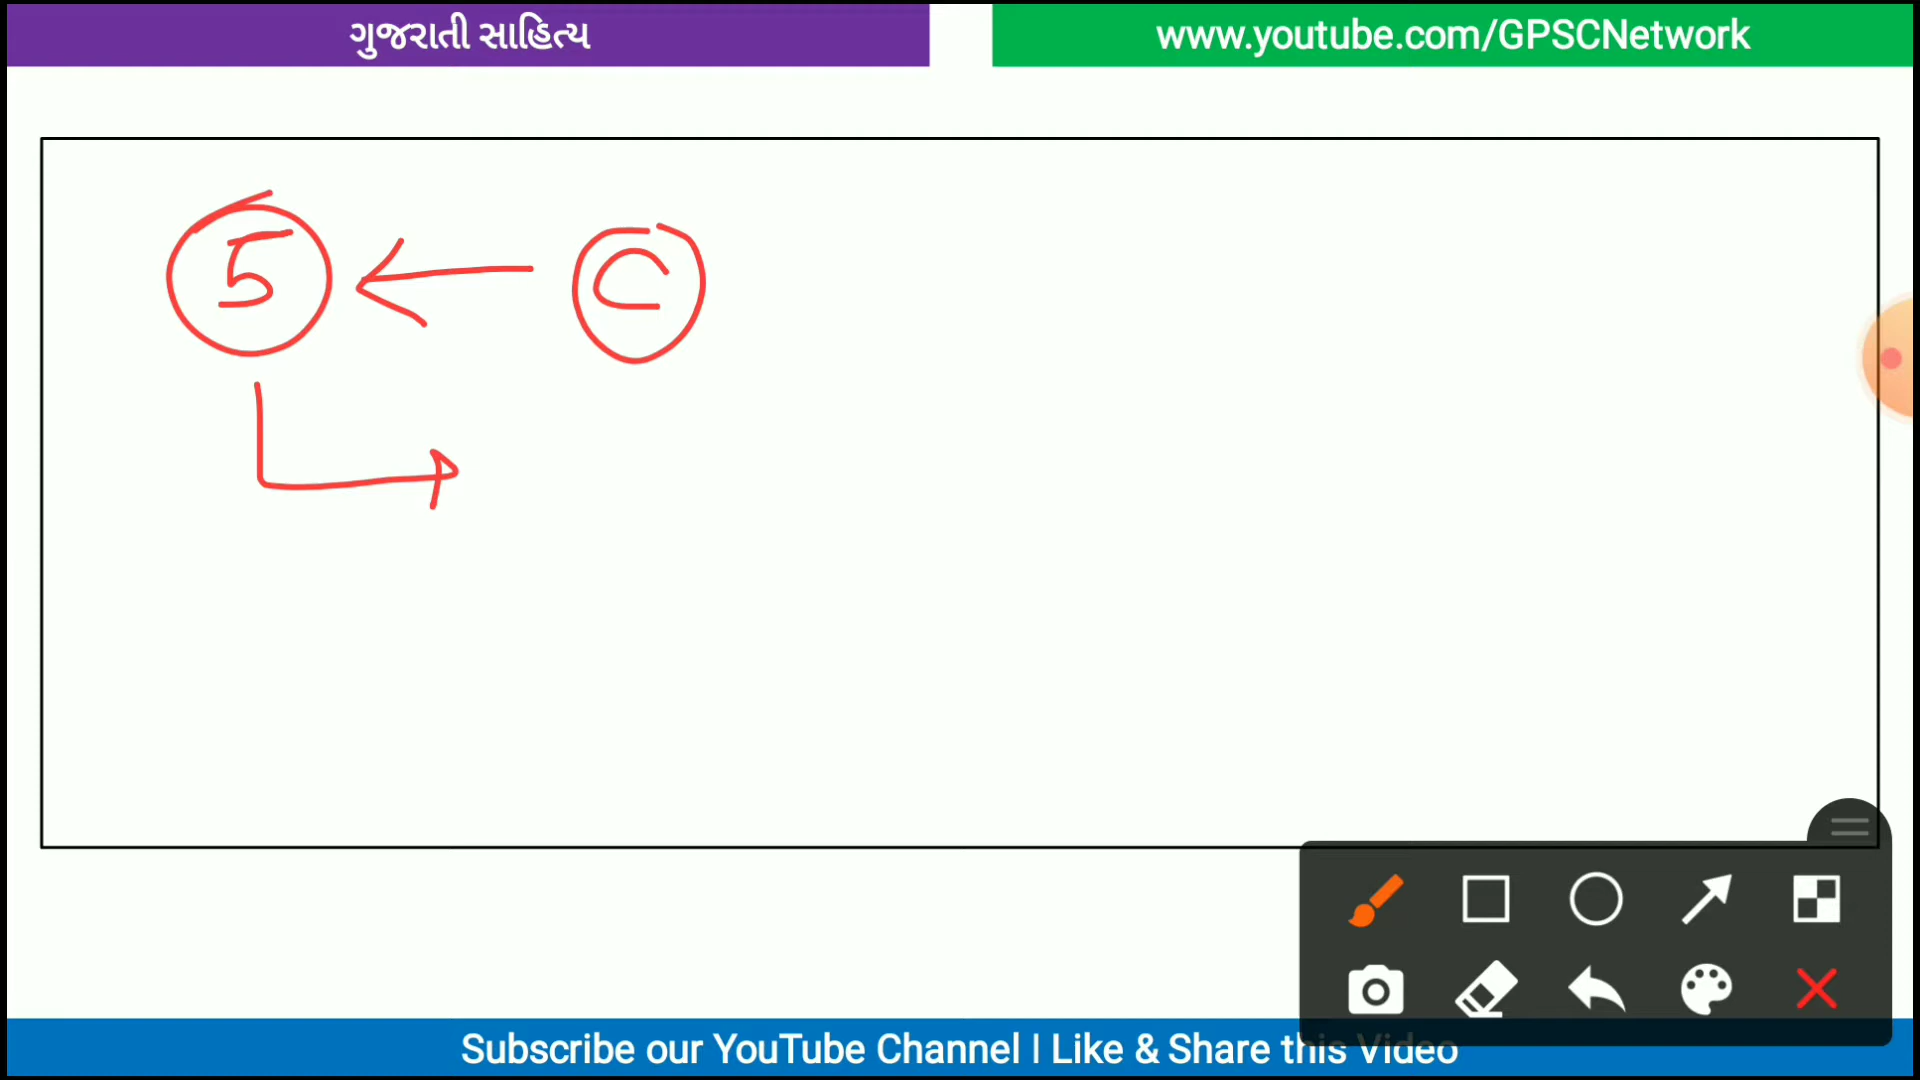 ગુજરાતી સાહિત્ય
www.youtube.com/GPSCNetwork
5 C
Subscribe our YouTube Channel | Like & Share this Video